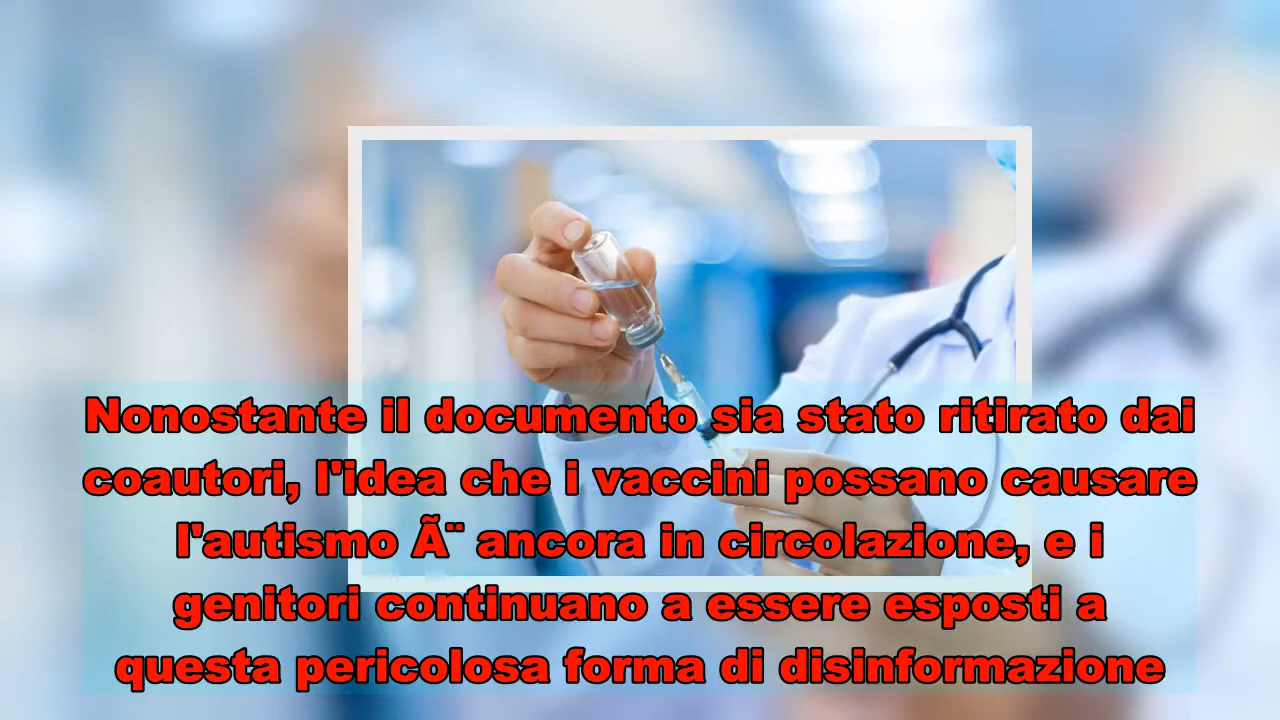 Nonostante il documento sia stato ritirato dai
coautori, l'idea che i vaccini possano causare
l'autismo Ã¨ ancora in circolazione, e i
genitori continuano a essere esposti a
questa pericolosa forma di disinformazione